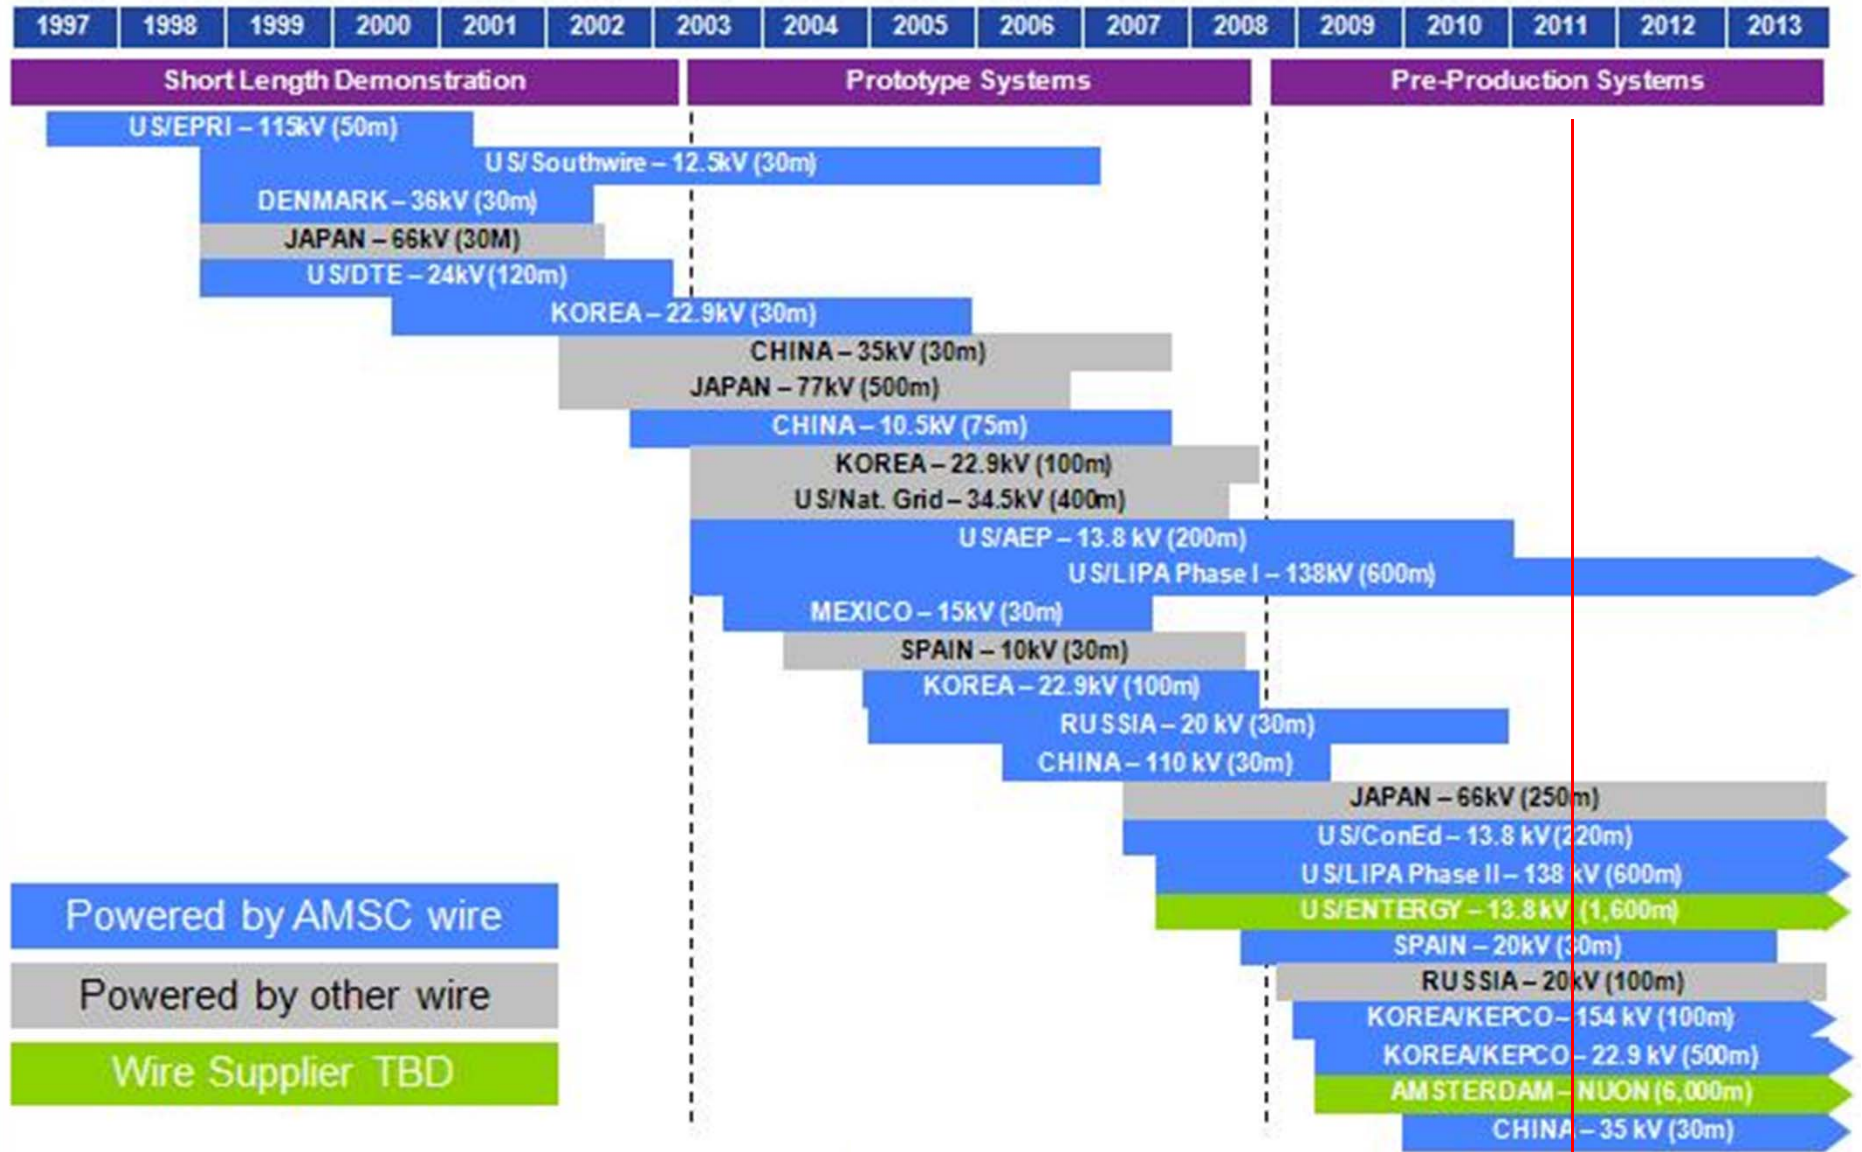 1997 1998 1999 2000 2001 2002 2003 2004 2005 2006 2007 2008 2009 2010 2011 2012 2013
Short Length Demonstration Prototype Systems Pre-Production Systems
US/EPRI – 115kV (50m)
US/Southwire – 12.5kV (30m)
DENMARK – 36kV (30m)
JAPAN – 66kV (30M)
US/DTE – 24kV (120m)
KOREA – 22.9kV (30m)
CHINA – 35kV (30m)
JAPAN – 77kV (500m)
CHINA – 10.5kV (75m)
KOREA – 22.9kV (100m)
US/Nat. Grid – 34.5kV (400m)
US/AEP – 13.8 kV (200m)
US/LIPA Phase I – 138kV (600m)
MEXICO – 15kV (30m)
SPAIN – 10kV (30m)
KOREA – 22.9kV (100m)
RUSSIA – 20 kV (30m)
CHINA – 110 kV (30m)
JAPAN – 66kV (250m)
US/ConEd – 13.8 kV (220m)
US/LIPA Phase II – 138 kV (600m)
US/ENTERGY – 13.8kV (1,600m)
SPAIN – 20kV (30m)
RUSSIA – 20kV (100m)
KOREA/KEPCO – 154 kV (100m)
KOREA/KEPCO – 22.9 kV (500m)
AMSTERDAM – NUON (6,000m)
CHINA – 35 kV (30m)
Powered by AMSC wire
Powered by other wire
Wire Supplier TBD